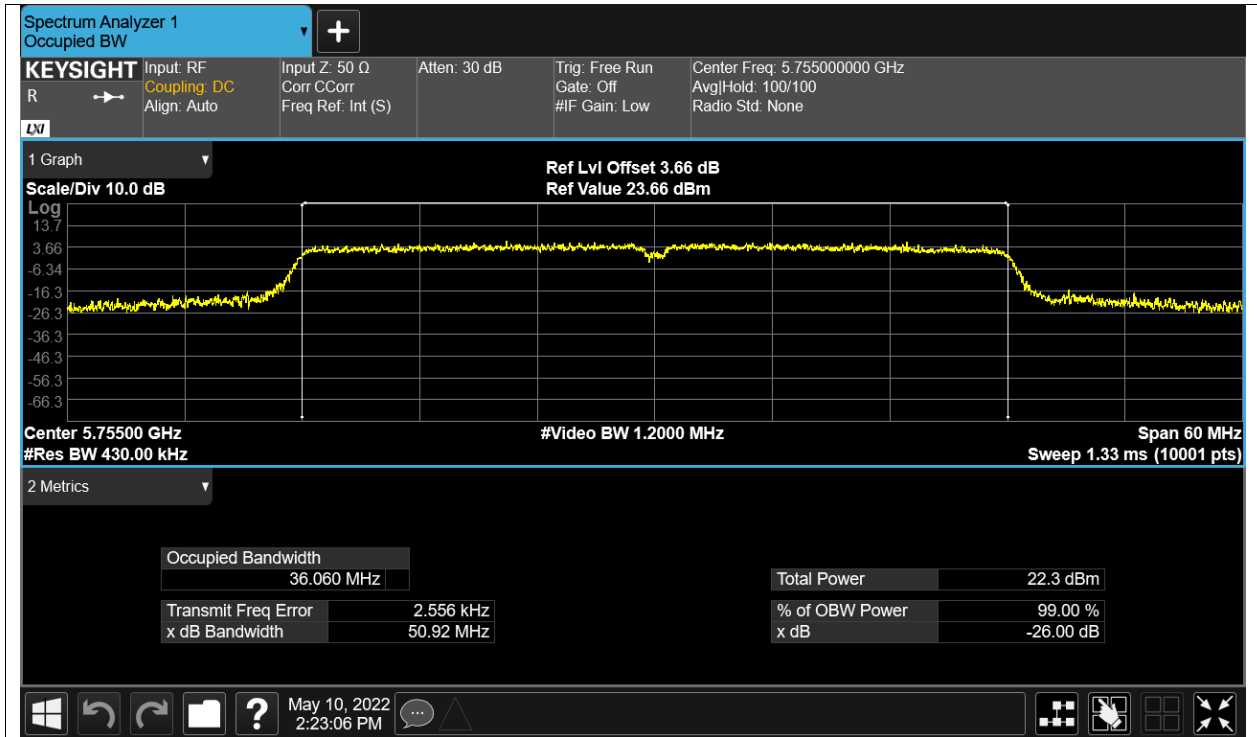 Spectrum Analyzer 1
Occupied BW
KEYSIGHT
R
LXI
Input: RF
Coupling: DC
Align: Auto
Input Z: 50 Ω
Corr CCorr
Freq Ref: Int (S)
Atten: 30 dB
Trig: Free Run
Gate: Off
#IF Gain: Low
Center Freq: 5.755000000 GHz
Avg|Hold: 100/100
Radio Std: None
1 Graph
Scale/Div 10.0 dB
Ref Lvl Offset 3.66 dB
Ref Value 23.66 dBm
Log
13.7
3.66
-6.34
-16.3
-26.3
-36.3
-46.3
-56.3
-66.3
Center 5.75500 GHz
#Video BW 1.2000 MHz
Span 60 MHz
#Res BW 430.00 kHz
Sweep 1.33 ms (10001 pts)
2 Metrics
Occupied Bandwidth
36.060 MHz
Transmit Freq Error 2.556 kHz
x dB Bandwidth 50.92 MHz
Total Power 22.3 dBm
% of OBW Power 99.00 %
x dB -26.00 dB
?
May 10, 2022
2:23:06 PM